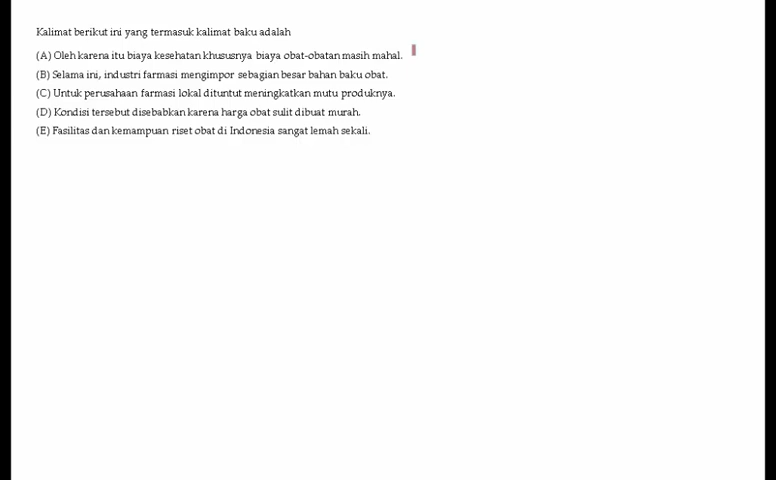 Kalimat berikut ini yang termasuk kalimat baku adalah
(A) Oleh karena itu biaya kesehatan khususnya biaya obat-obatan masih mahal.
(B) Selama ini, industri farmasi mengimpor sebagian besar bahan baku obat.
(C) Untuk perusahaan farmasi lokal dituntut meningkatkan mutu produknya.
(D) Kondisi tersebut disebabkan karena harga obat sulit dibuat murah.
(E) Fasilitas dan kemampuan riset obat di Indonesia sangat lemah sekali.